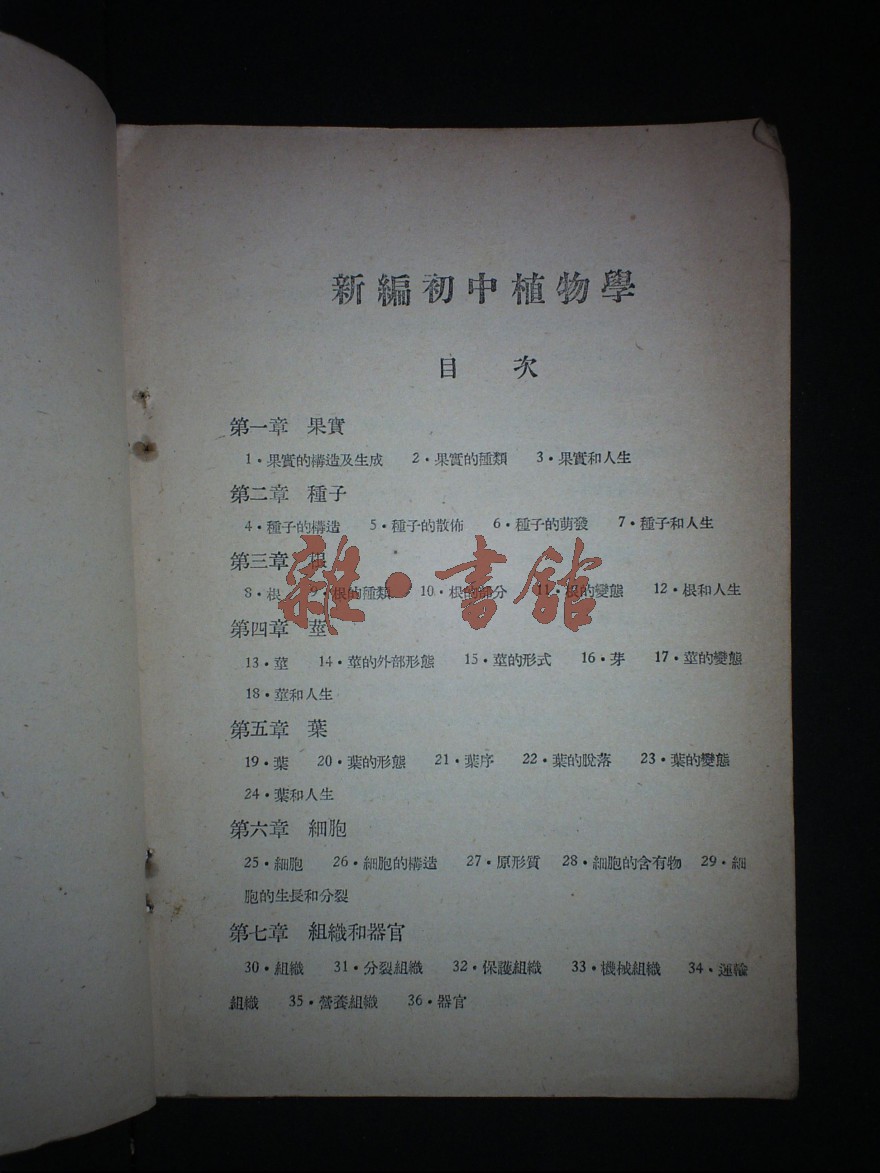 新編初中植物學
目 次
第一章 果實
1·果實的構造及生成 2·果實的種類 3·果實和人生
第二章 種子
4·種子的構造 5·種子的散佈 6·種子的萌發 7·種子和人生
第三章 根
8·根 9·根的種類 10·根的部分 11·根的變態 12·根和人生
雜·書館
第四章 莖
13·莖 14·莖的外部形態 15·莖的形式 16·芽 17·莖的變態
18·莖和人生
第五章 葉
19·葉 20·葉的形態 21·葉序 22·葉的脫落 23·葉的變態
24·葉和人生
第六章 細胞
25·細胞 26·細胞的構造 27·原形質 28·細胞的含有物 29·細
胞的生長和分裂
第七章 組織和器官
30·組織 31·分裂組織 32·保護組織 33·機械組織 34·運輸
組織 35·營養組織 36·器官